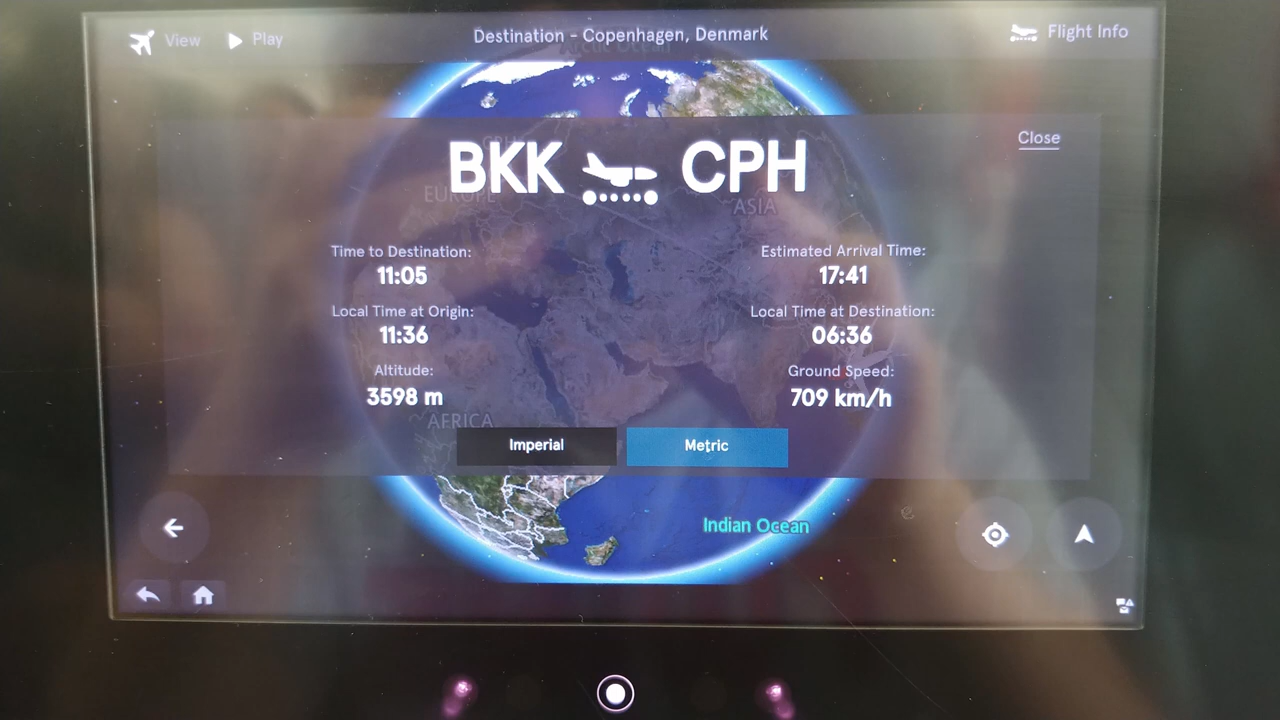 View
Play
Destination - Copenhagen, Denmark
Flight Info
Arctic Ocean
Close
BKK CPH
EUROPE
ASIA
Time to Destination:
11:05
Estimated Arrival Time:
17:41
Local Time at Origin:
11:36
Local Time at Destination:
06:36
Altitude:
3598 m
Ground Speed:
709 km/h
AFRICA
Imperial
Metric
Indian Ocean